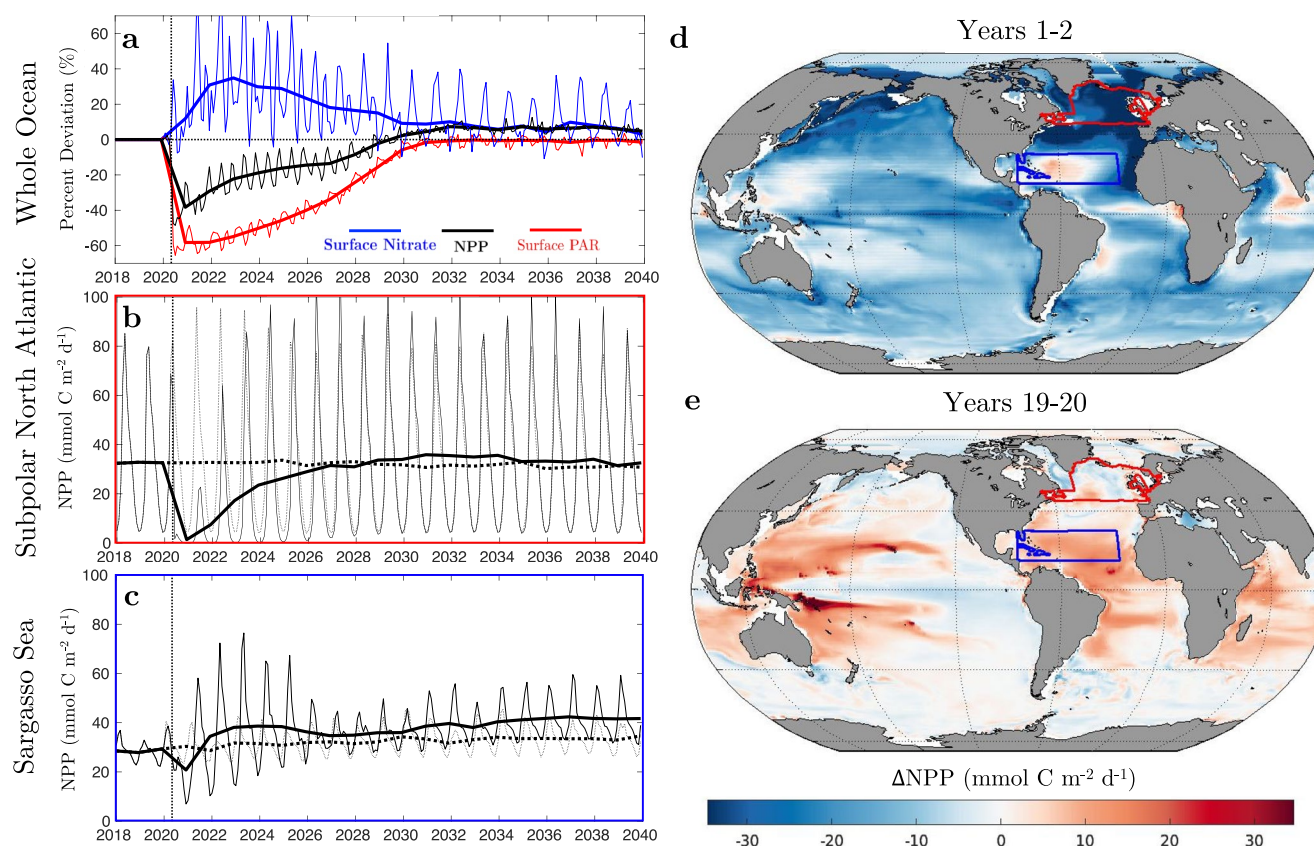 Whole Ocean
Percent Deviation (%)
a
60
40
20
0
-20
-40
-60
Surface Nitrate
NPP
Surface PAR
2018 2020 2022 2024 2026 2028 2030 2032 2034 2036 2038 2040
Subpolar North Atlantic
NPP (mmol C m-2 d-1)
b
100
80
60
40
20
0
2018 2020 2022 2024 2026 2028 2030 2032 2034 2036 2038 2040
Sargasso Sea
NPP (mmol C m-2 d-1)
c
100
80
60
40
20
0
2018 2020 2022 2024 2026 2028 2030 2032 2034 2036 2038 2040
d
Years 1-2
e
Years 19-20
ΔNPP (mmol C m-2 d-1)
-30 -20 -10 0 10 20 30